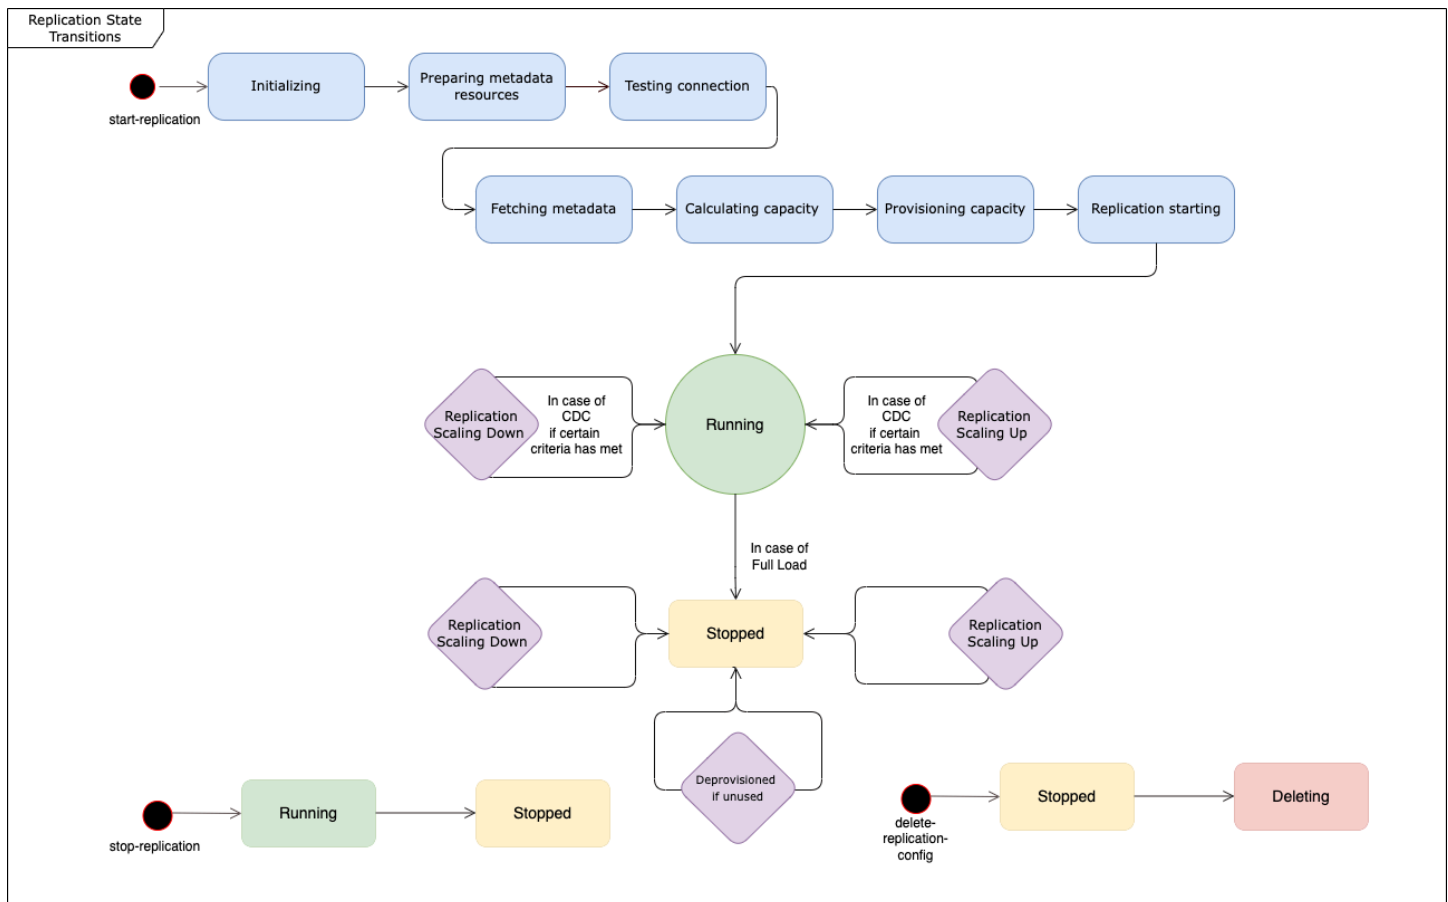 Replication State
Transitions
Initializing
Preparing metadata
resources
Testing connection
start-replication
Fetching metadata
Calculating capacity
Provisioning capacity
Replication starting
Replication
Scaling Down
In case of
CDC
if certain
criteria has met
Running
In case of
CDC
if certain
criteria has met
Replication
Scaling Up
In case of
Full Load
Replication
Scaling Down
Stopped
Replication
Scaling Up
Deprovisioned
if unused
Running
Stopped
stop-replication
Stopped
Deleting
delete-
replication-
config